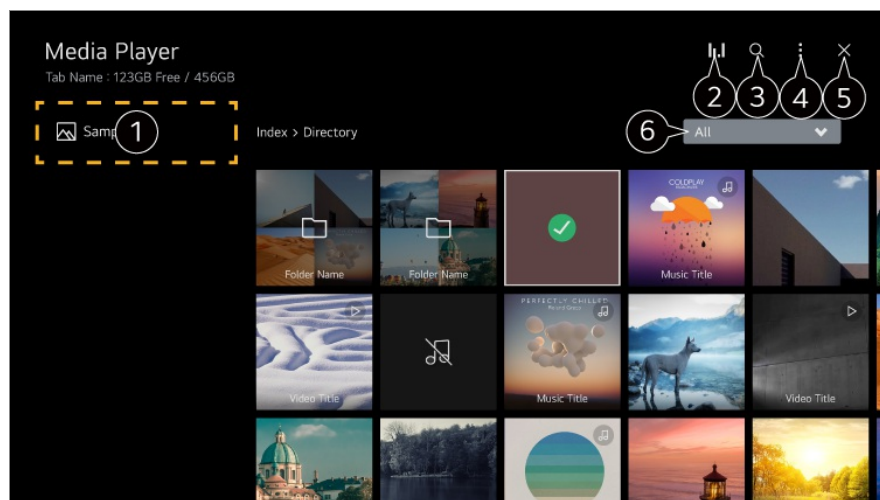 Media Player
Tab Name : 123GB Free / 456GB
2 3 4 5
1
Index > Directory
6
All
COLDPLAY
Folder Name
Folder Name
Music Title
PERFECTLY CHILLED
Video Title
Music Title
Video Title